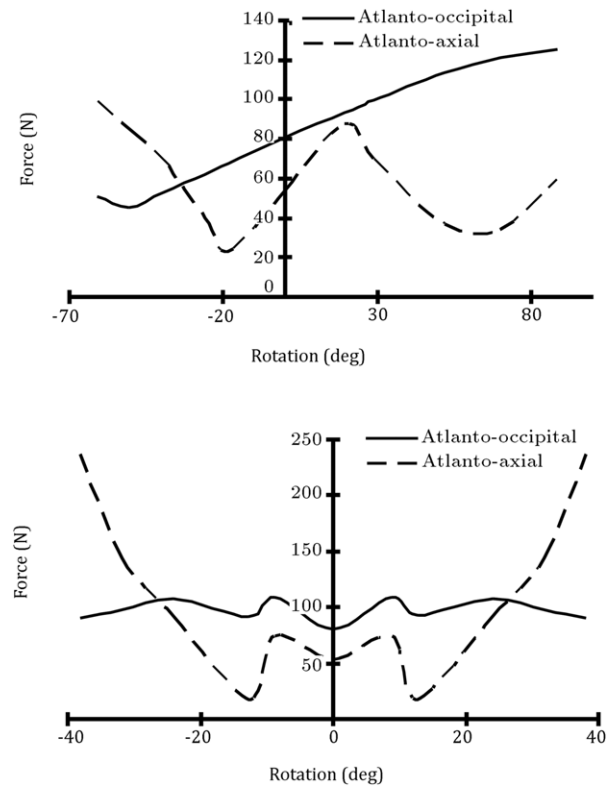 140
Atlanto-occipital
Atlanto-axial
120
100
80
60
40
20
0
Force (N)
-70
-20
30
80
Rotation (deg)
250
Atlanto-occipital
Atlanto-axial
200
150
100
50
Force (N)
-40
-20
0
20
40
Rotation (deg)